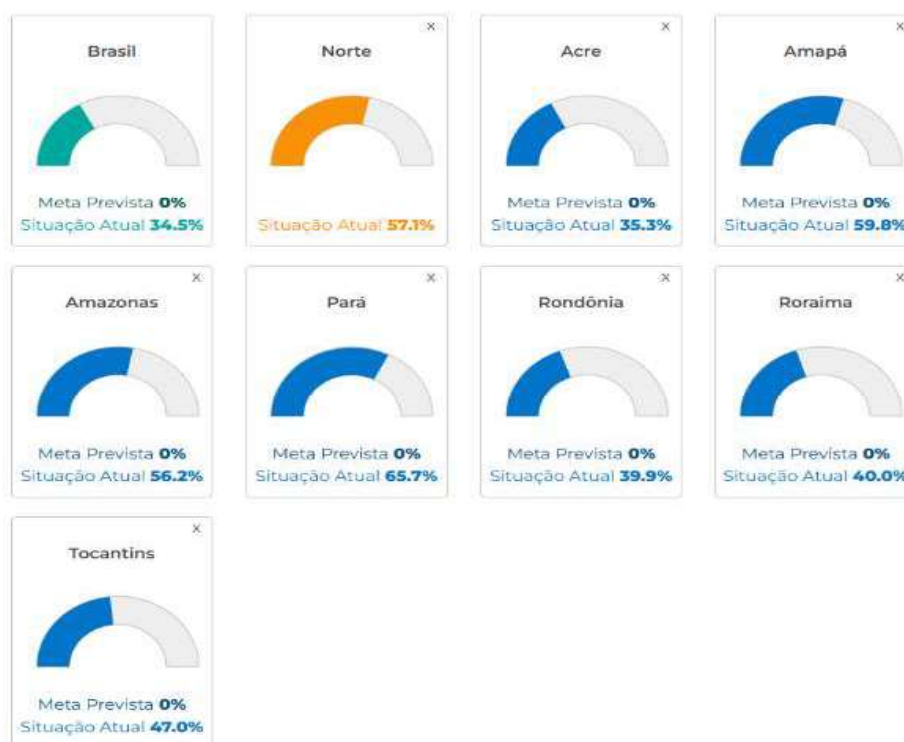 Brasil
Meta Prevista 0%
Situação Atual 34.5%
x
Norte
Situação Atual 57.1%
x
Acre
Meta Prevista 0%
Situação Atual 35.3%
x
Amapá
Meta Prevista 0%
Situação Atual 59.8%
x
Amazonas
Meta Prevista 0%
Situação Atual 56.2%
x
Pará
Meta Prevista 0%
Situação Atual 65.7%
x
Rondônia
Meta Prevista 0%
Situação Atual 39.9%
x
Roraima
Meta Prevista 0%
Situação Atual 40.0%
x
Tocantins
Meta Prevista 0%
Situação Atual 47.0%